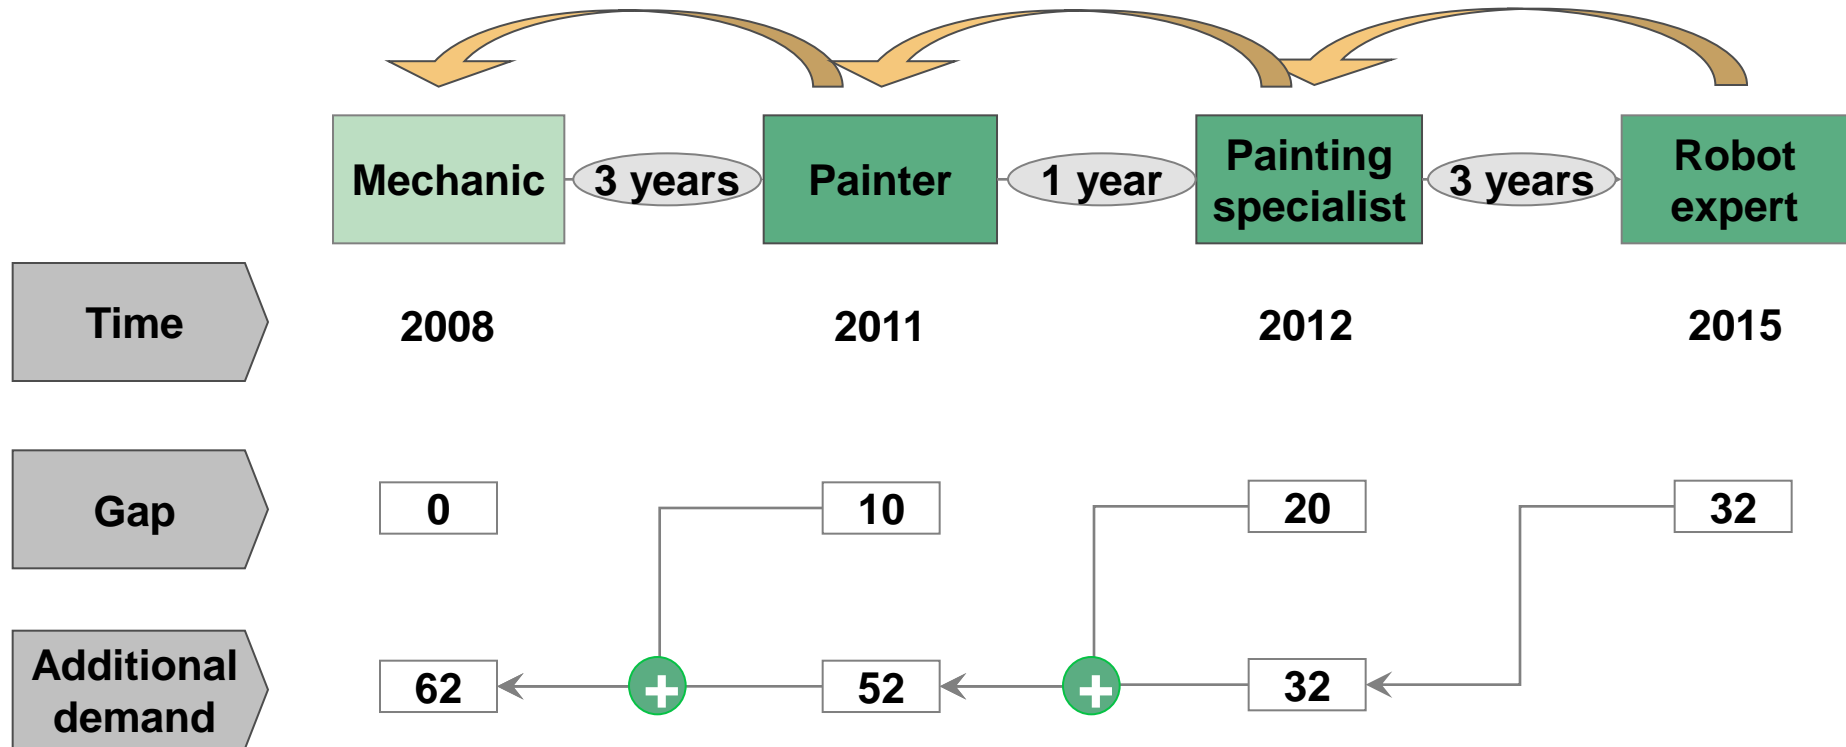 Mechanic
3 years
Painter
1 year
Painting
specialist
3 years
Robot
expert
Time
2008
2011
2012
2015
Gap
0
10
20
32
Additional
demand
62
+
52
+
32